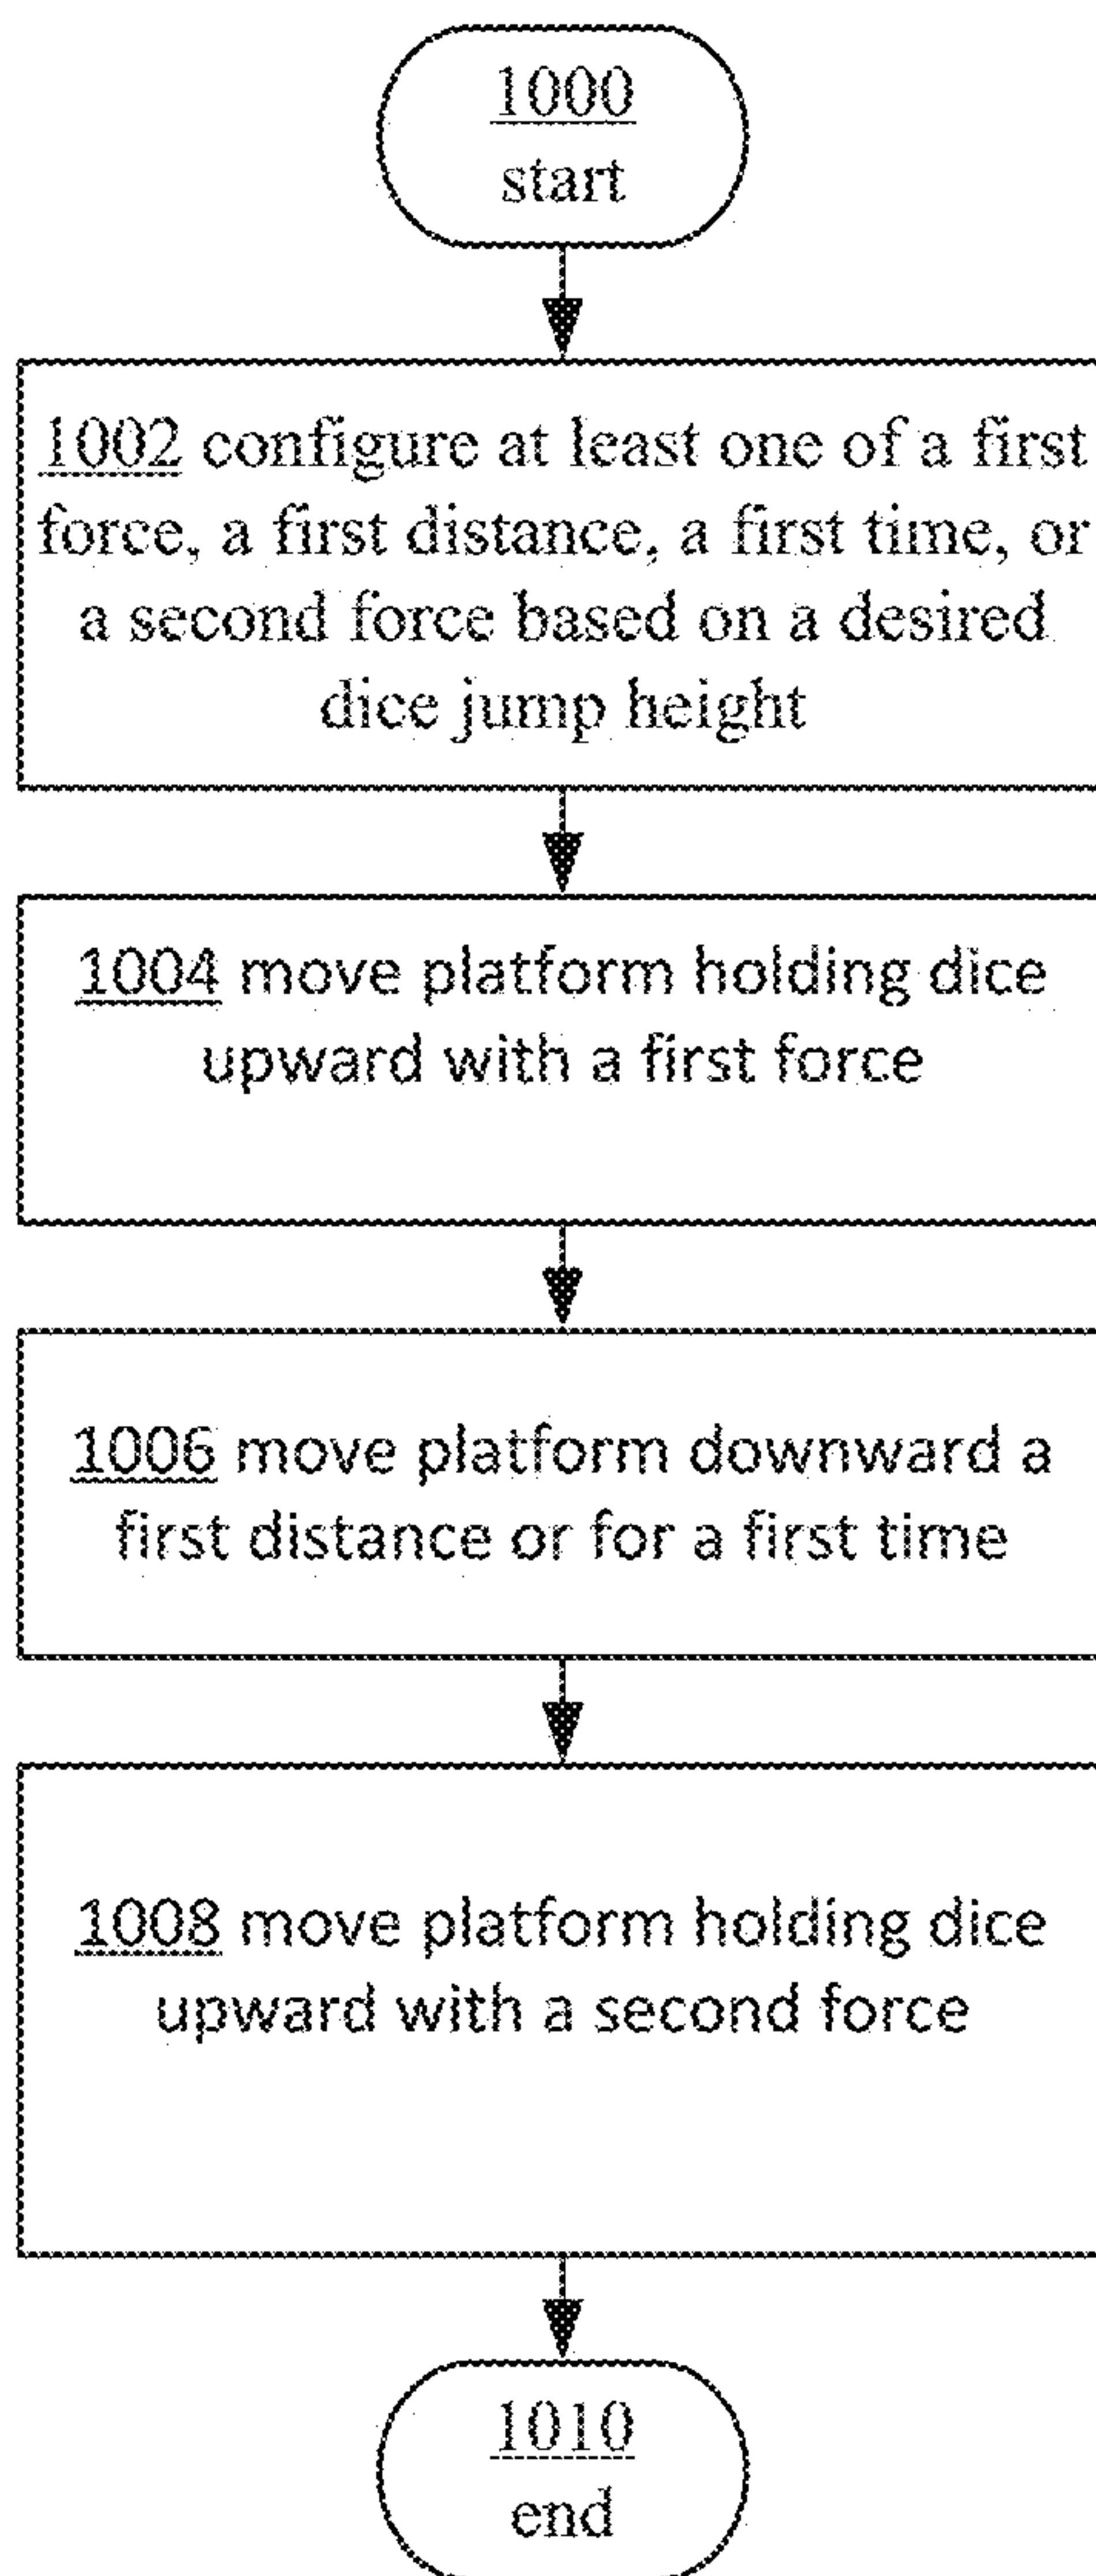 1000
start
1002 configure at least one of a first
force, a first distance, a first time, or
a second force based on a desired
dice jump height
1004 move platform holding dice
upward with a first force
1006 move platform downward a
first distance or for a first time
1008 move platform holding dice
upward with a second force
1010
end